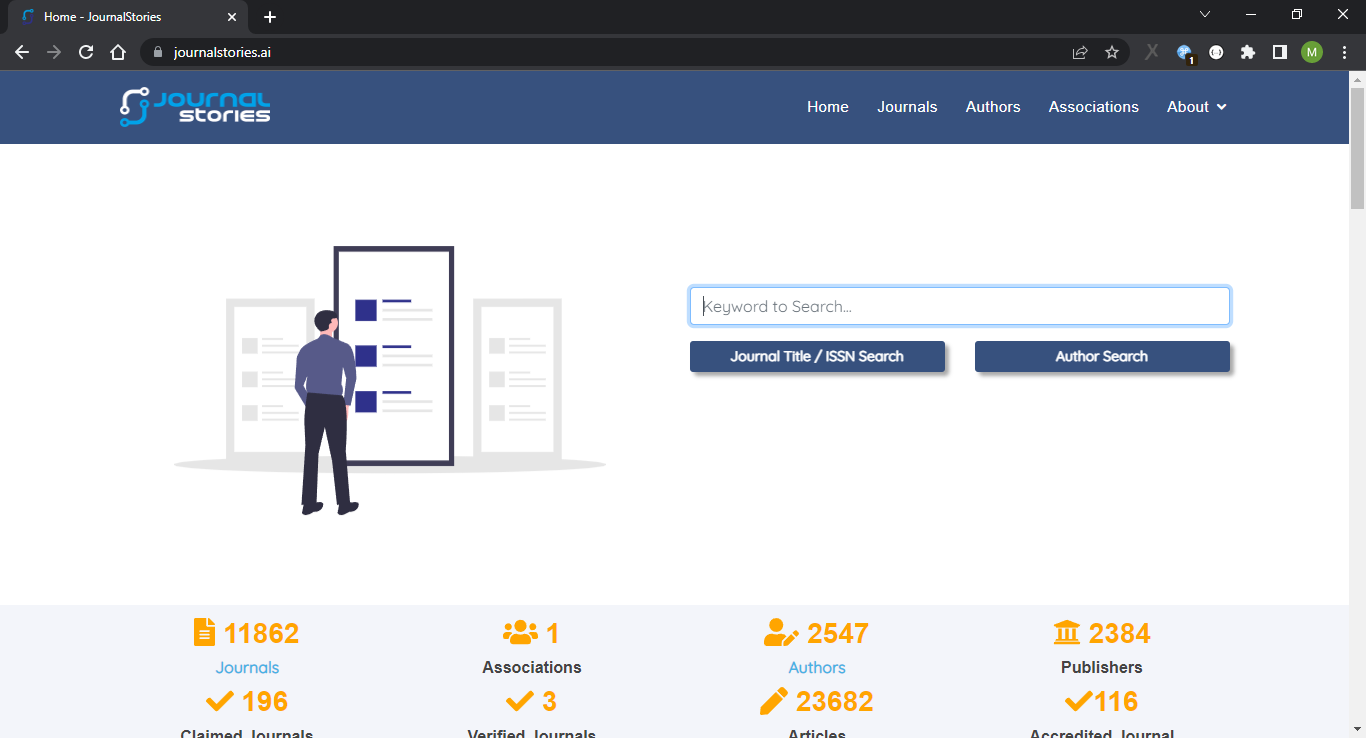 Home - JournalStories
journalstories.ai
1
M
Journal
stories
Home Journals Authors Associations About
Keyword to Search...
Journal Title / ISSN Search Author Search
11862 1 2547 2384
Journals Associations Authors Publishers
196 3 23682 116
Claimed Journals Verified Journals Articles Accredited Journal